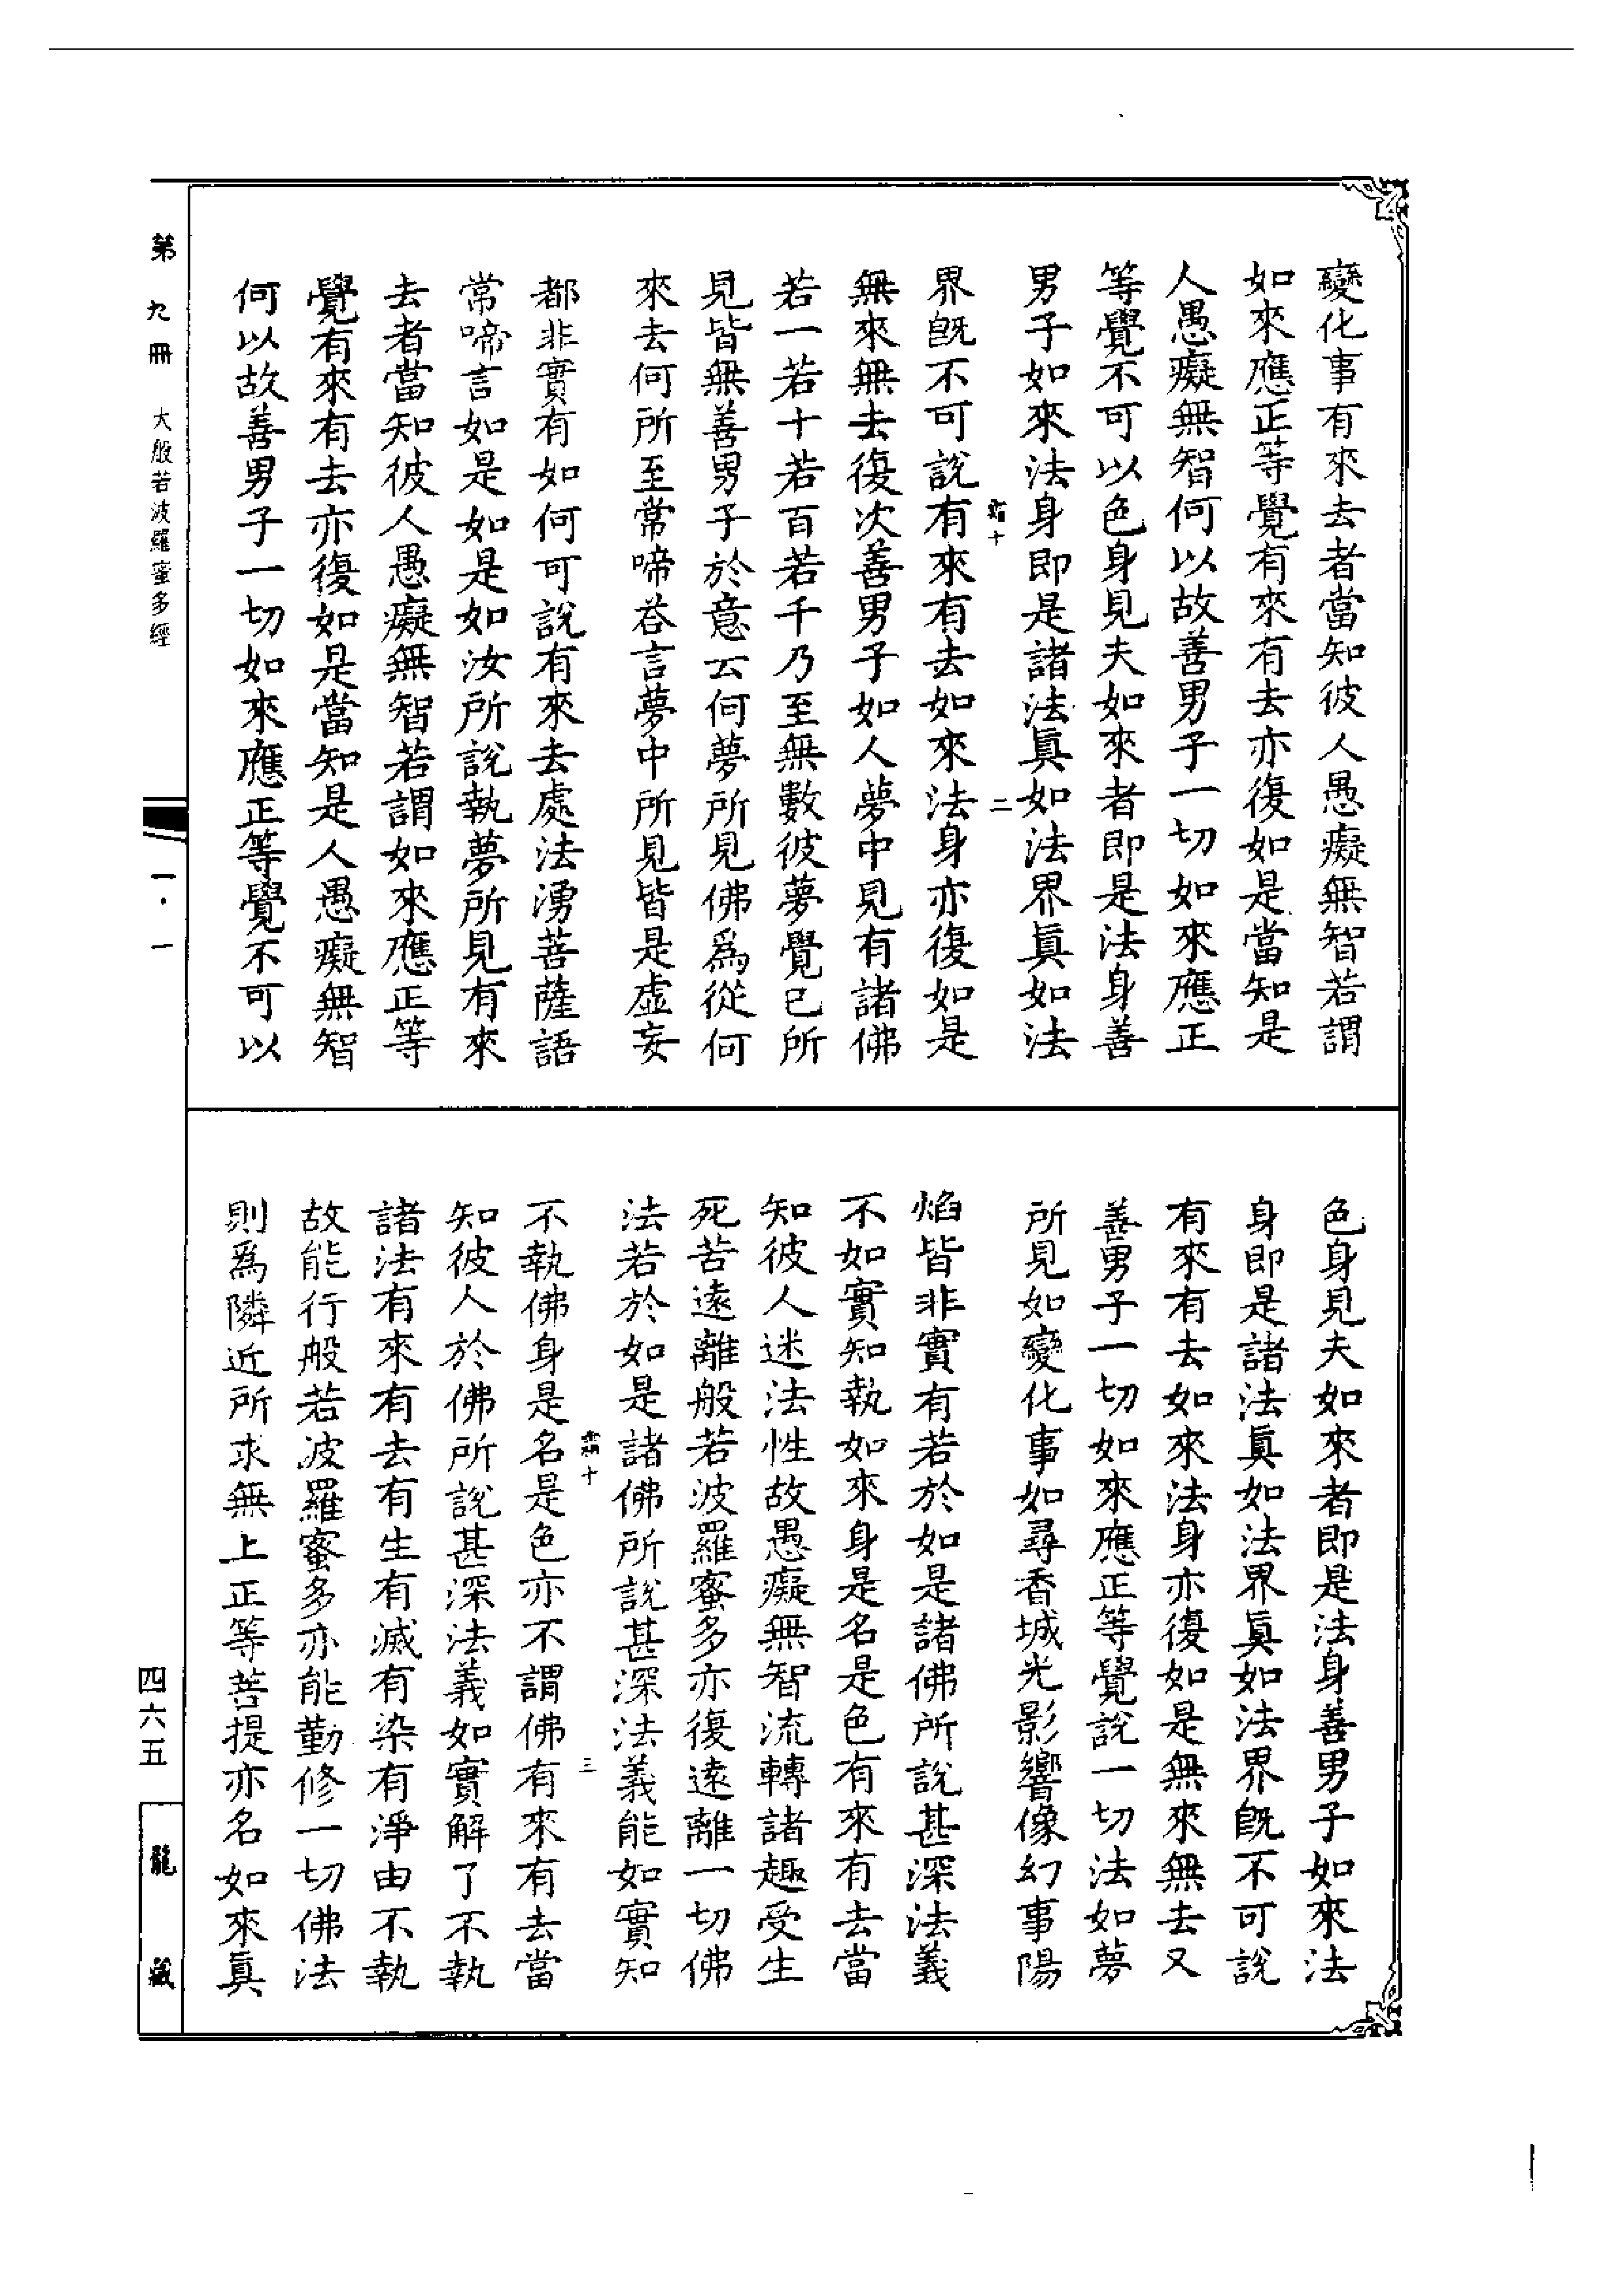 變化事有來去者當知彼人愚癡無智若謂
如來應正等覺有來有去亦復如是當知是
人愚癡無智何以故善男子一切如來應正
等覺不可以色身見夫如來者即是法身善
男子如來法身即是諸法眞如法界眞如法
二
界旣不可說有來有去如來法身亦復如是
無來無去復次善男子如人夢中見有諸佛
若一若十若百若千乃至無數彼夢覺已所
見皆無善男子於意云何夢所見佛爲從何
來去何所至常啼荅言夢中所見皆是虛妄
都非實有如何可說有來去處法湧菩薩語
常啼言如是如是如汝所說執夢所見有來
去者當知彼人愚癡無智若謂如來應正等
覺有來有去亦復如是當知是人愚癡無智
何以故善男子一切如來應正等覺不可以
色身見夫如來者即是法身善男子如來法
身即是諸法眞如法界眞如法界旣不可說
有來有去如來法身亦復如是無來無去又
善男子一切如來應正等覺說一切法如夢
所見如變化事如尋香城光影響像幻事陽
焰皆非實有若於如是諸佛所說甚深法義
不如實知執如來身是名是色有來有去當
知彼人迷法性故愚癡無智流轉諸趣受生
死苦遠離般若波羅蜜多亦復遠離一切佛
法若於如是諸佛所說甚深法義能如實知
三
不執佛身是名是色亦不謂佛有來有去當
知彼人於佛所說甚深法義如實解了不執
諸法有來有去有生有滅有染有淨由不執
故能行般若波羅蜜多亦能勤修一切佛法
則爲隣近所求無上正等菩提亦名如來眞
第九冊 大般若波羅蜜多經
一·一
四六五
龍藏